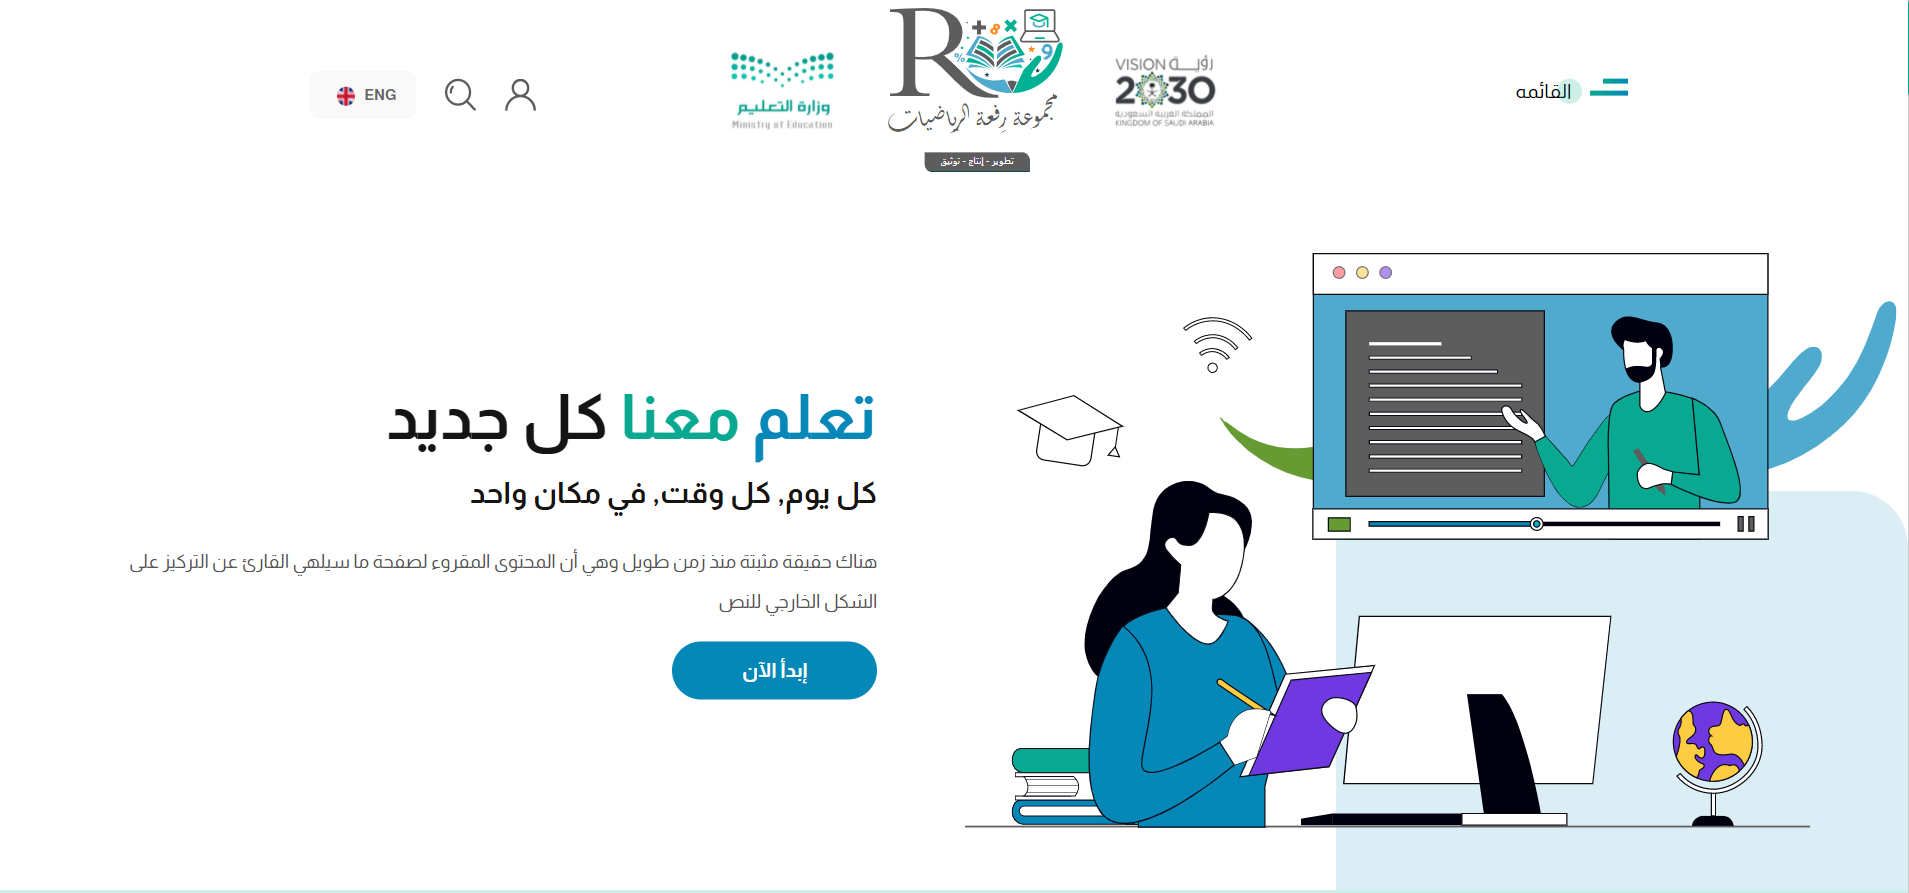 القائمه
VISION رؤيــة
2030
المملكة العربية السعودية
KINGDOM OF SAUDI ARABIA
R
مجموعة رفعة الرياضيات
تطوير - إنتاج - توثيق
وزارة التعليم
Ministry of Education
ENG
تعلم معنا كل جديد
كل يوم, كل وقت, في مكان واحد
هناك حقيقة مثبتة منذ زمن طويل وهي أن المحتوى المقروء لصفحة ما سيلهي القارئ عن التركيز على
الشكل الخارجي للنص
إبدأ الآن